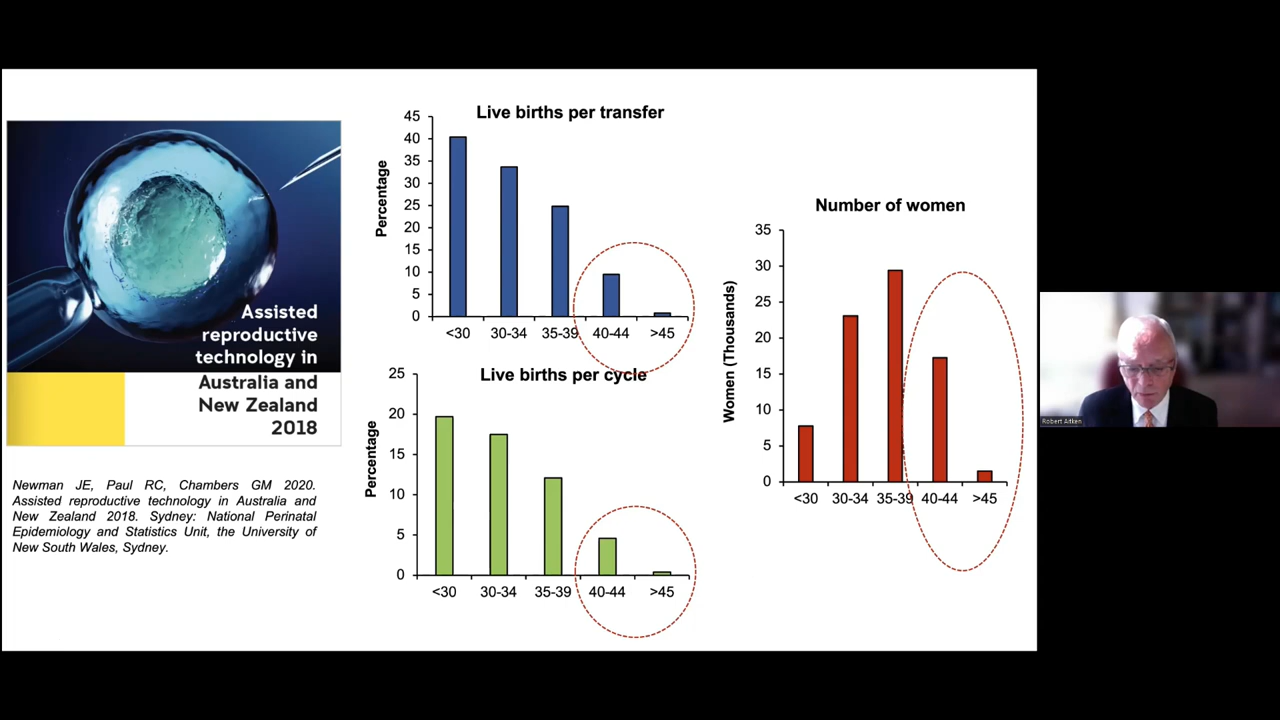 Assisted
reproductive
technology in
Australia and
New Zealand
2018
Newman JE, Paul RC, Chambers GM 2020.
Assisted reproductive technology in Australia and
New Zealand 2018. Sydney: National Perinatal
Epidemiology and Statistics Unit, the University of
New South Wales, Sydney.
Live births per transfer
Percentage
45
40
35
30
25
20
15
10
5
0
<30 30-34 35-39 40-44 >45
Live births per cycle
Percentage
25
20
15
10
5
0
<30 30-34 35-39 40-44 >45
Number of women
Women (Thousands)
35
30
25
20
15
10
5
0
<30 30-34 35-39 40-44 >45
Robert Aitken